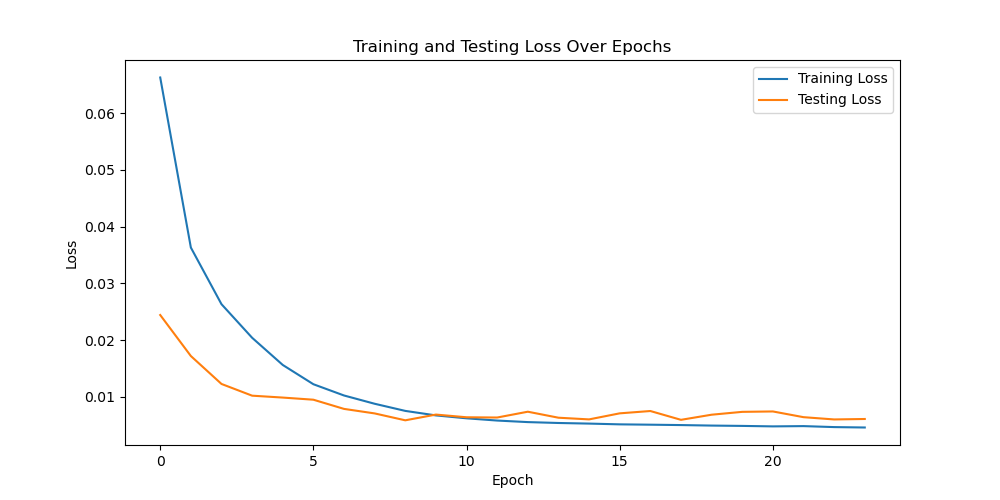 Training and Testing Loss Over Epochs
Training Loss
Testing Loss
Loss
0.06
0.05
0.04
0.03
0.02
0.01
0 5 10 15 20
Epoch